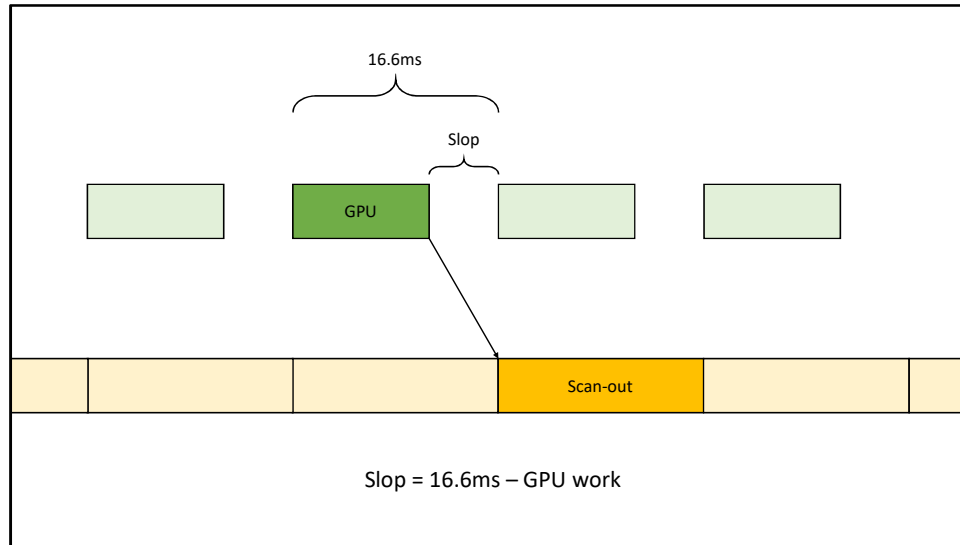 16.6ms
Slop
GPU
Scan-out
Slop = 16.6ms – GPU work